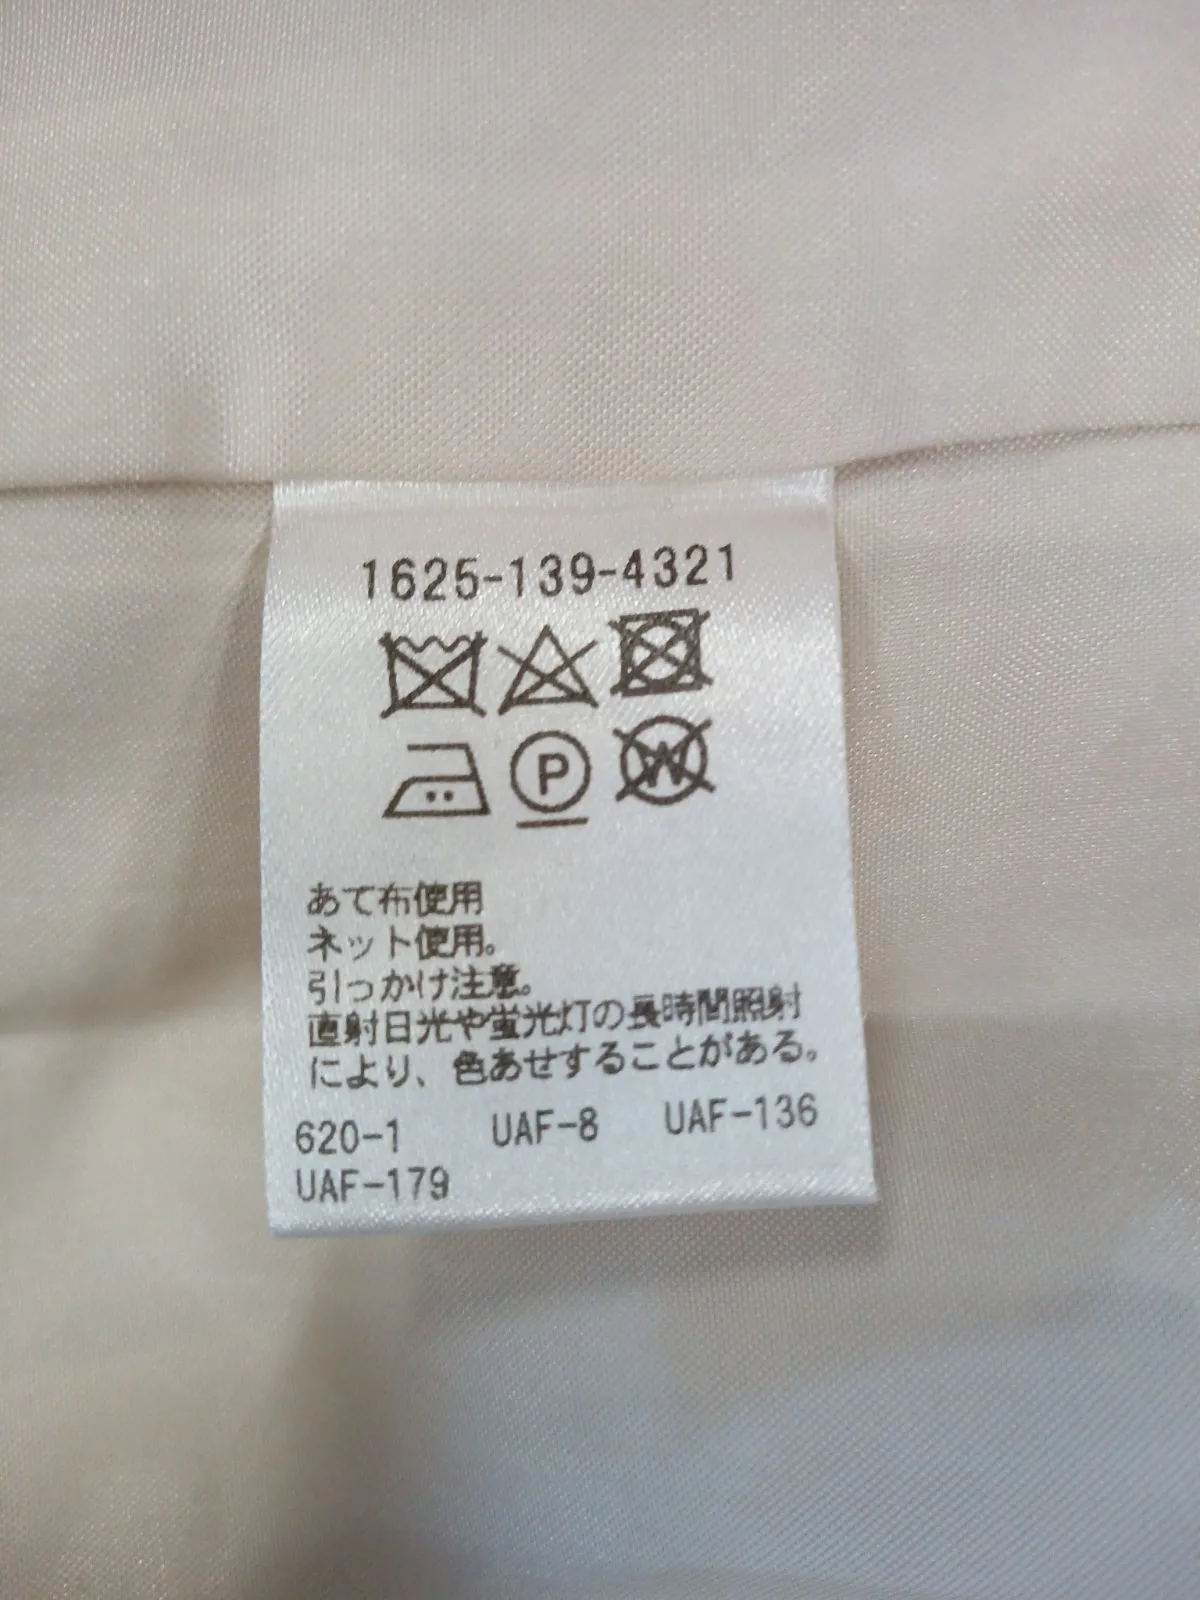 1625-139-4321
P W
あて布使用
ネット使用。
引っかけ注意。
直射日光や蛍光灯の長時間照射
により、色あせすることがある。
620-1 UAF-8 UAF-136
UAF-179